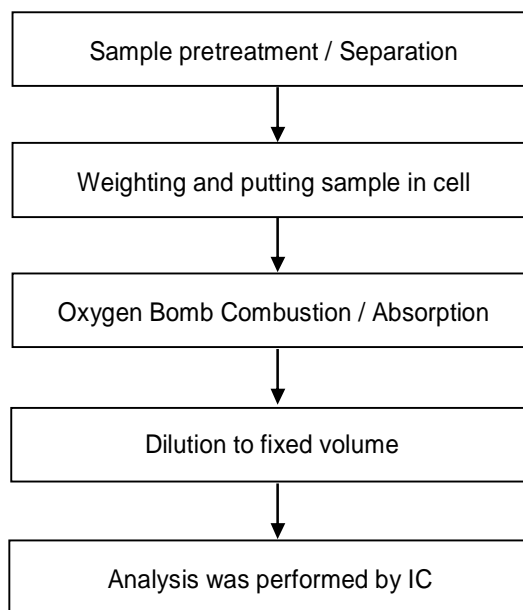 Sample pretreatment / Separation
Weighting and putting sample in cell
Oxygen Bomb Combustion / Absorption
Dilution to fixed volume
Analysis was performed by IC